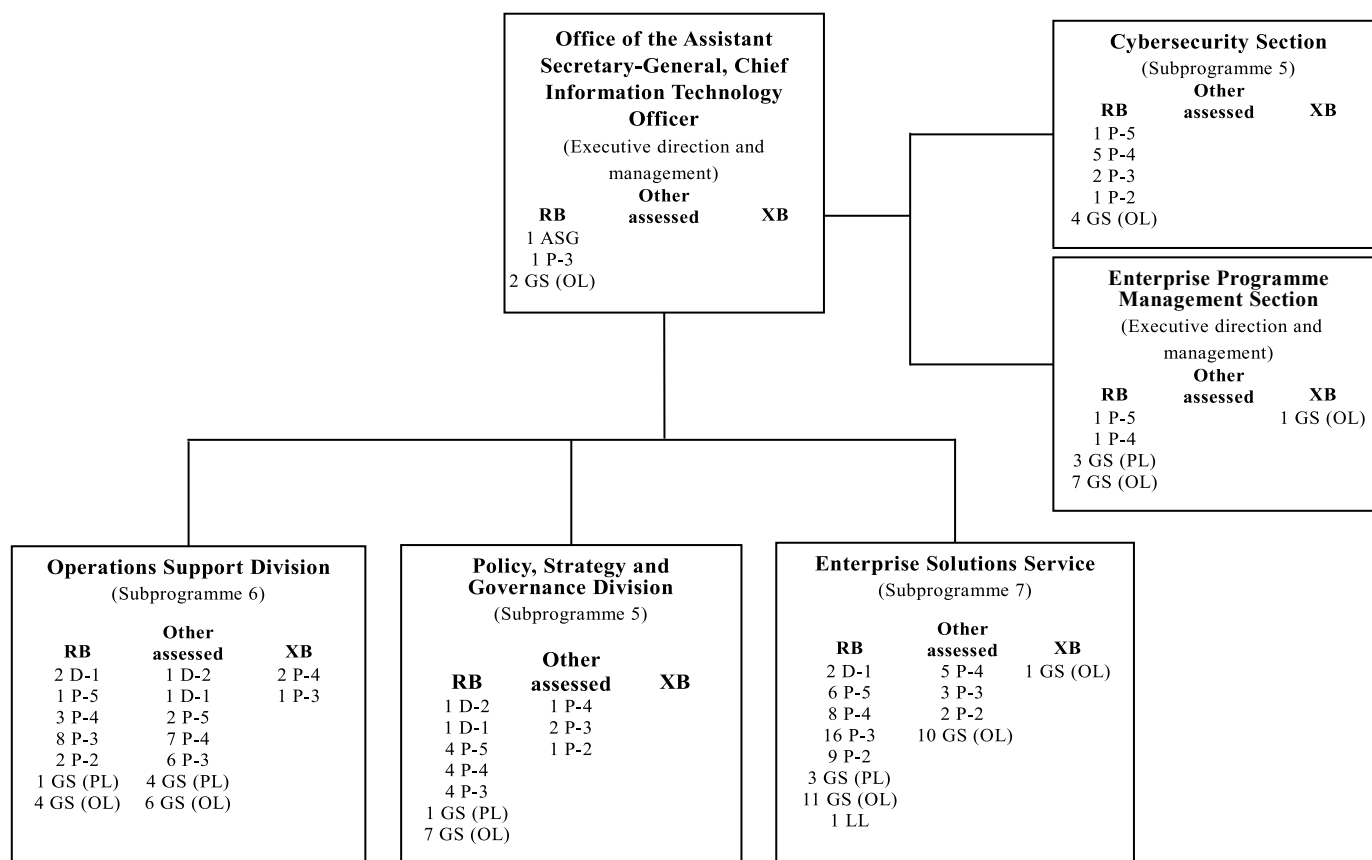 Office of the Assistant
Secretary-General, Chief
Information Technology
Officer
(Executive direction and
management)
Other
RB assessed XB
1 ASG
1 P-3
2 GS (OL)
Cybersecurity Section
(Subprogramme 5)
Other
RB assessed XB
1 P-5
5 P-4
2 P-3
1 P-2
4 GS (OL)
Enterprise Programme
Management Section
(Executive direction and
management)
Other
RB assessed XB
1 P-5 1 GS (OL)
1 P-4
3 GS (PL)
7 GS (OL)
Operations Support Division
(Subprogramme 6)
Other
RB assessed XB
2 D-1 1 D-2 2 P-4
1 P-5 1 D-1 1 P-3
3 P-4 2 P-5
8 P-3 7 P-4
2 P-2 6 P-3
1 GS (PL) 4 GS (PL)
4 GS (OL) 6 GS (OL)
Policy, Strategy and
Governance Division
(Subprogramme 5)
Other
RB assessed XB
1 D-2 1 P-4
1 D-1 2 P-3
4 P-5 1 P-2
4 P-4
4 P-3
1 GS (PL)
7 GS (OL)
Enterprise Solutions Service
(Subprogramme 7)
Other
RB assessed XB
2 D-1 5 P-4 1 GS (OL)
6 P-5 3 P-3
8 P-4 2 P-2
16 P-3 10 GS (OL)
9 P-2
3 GS (PL)
11 GS (OL)
1 LL